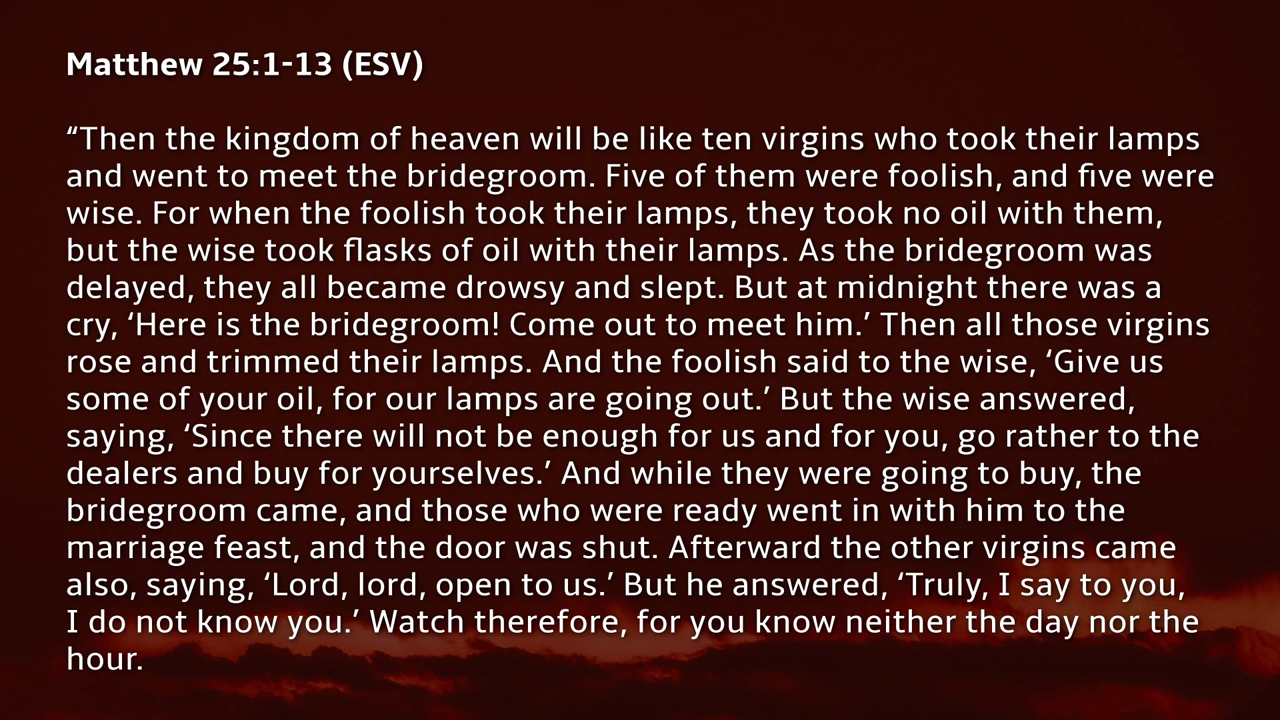 Matthew 25:1-13 (ESV)
“Then the kingdom of heaven will be like ten virgins who took their lamps
and went to meet the bridegroom. Five of them were foolish, and five were
wise. For when the foolish took their lamps, they took no oil with them,
but the wise took flasks of oil with their lamps. As the bridegroom was
delayed, they all became drowsy and slept. But at midnight there was a
cry, ‘Here is the bridegroom! Come out to meet him.’ Then all those virgins
rose and trimmed their lamps. And the foolish said to the wise, ‘Give us
some of your oil, for our lamps are going out.’ But the wise answered,
saying, ‘Since there will not be enough for us and for you, go rather to the
dealers and buy for yourselves.’ And while they were going to buy, the
bridegroom came, and those who were ready went in with him to the
marriage feast, and the door was shut. Afterward the other virgins came
also, saying, ‘Lord, lord, open to us.’ But he answered, ‘Truly, I say to you,
I do not know you.’ Watch therefore, for you know neither the day nor the
hour.